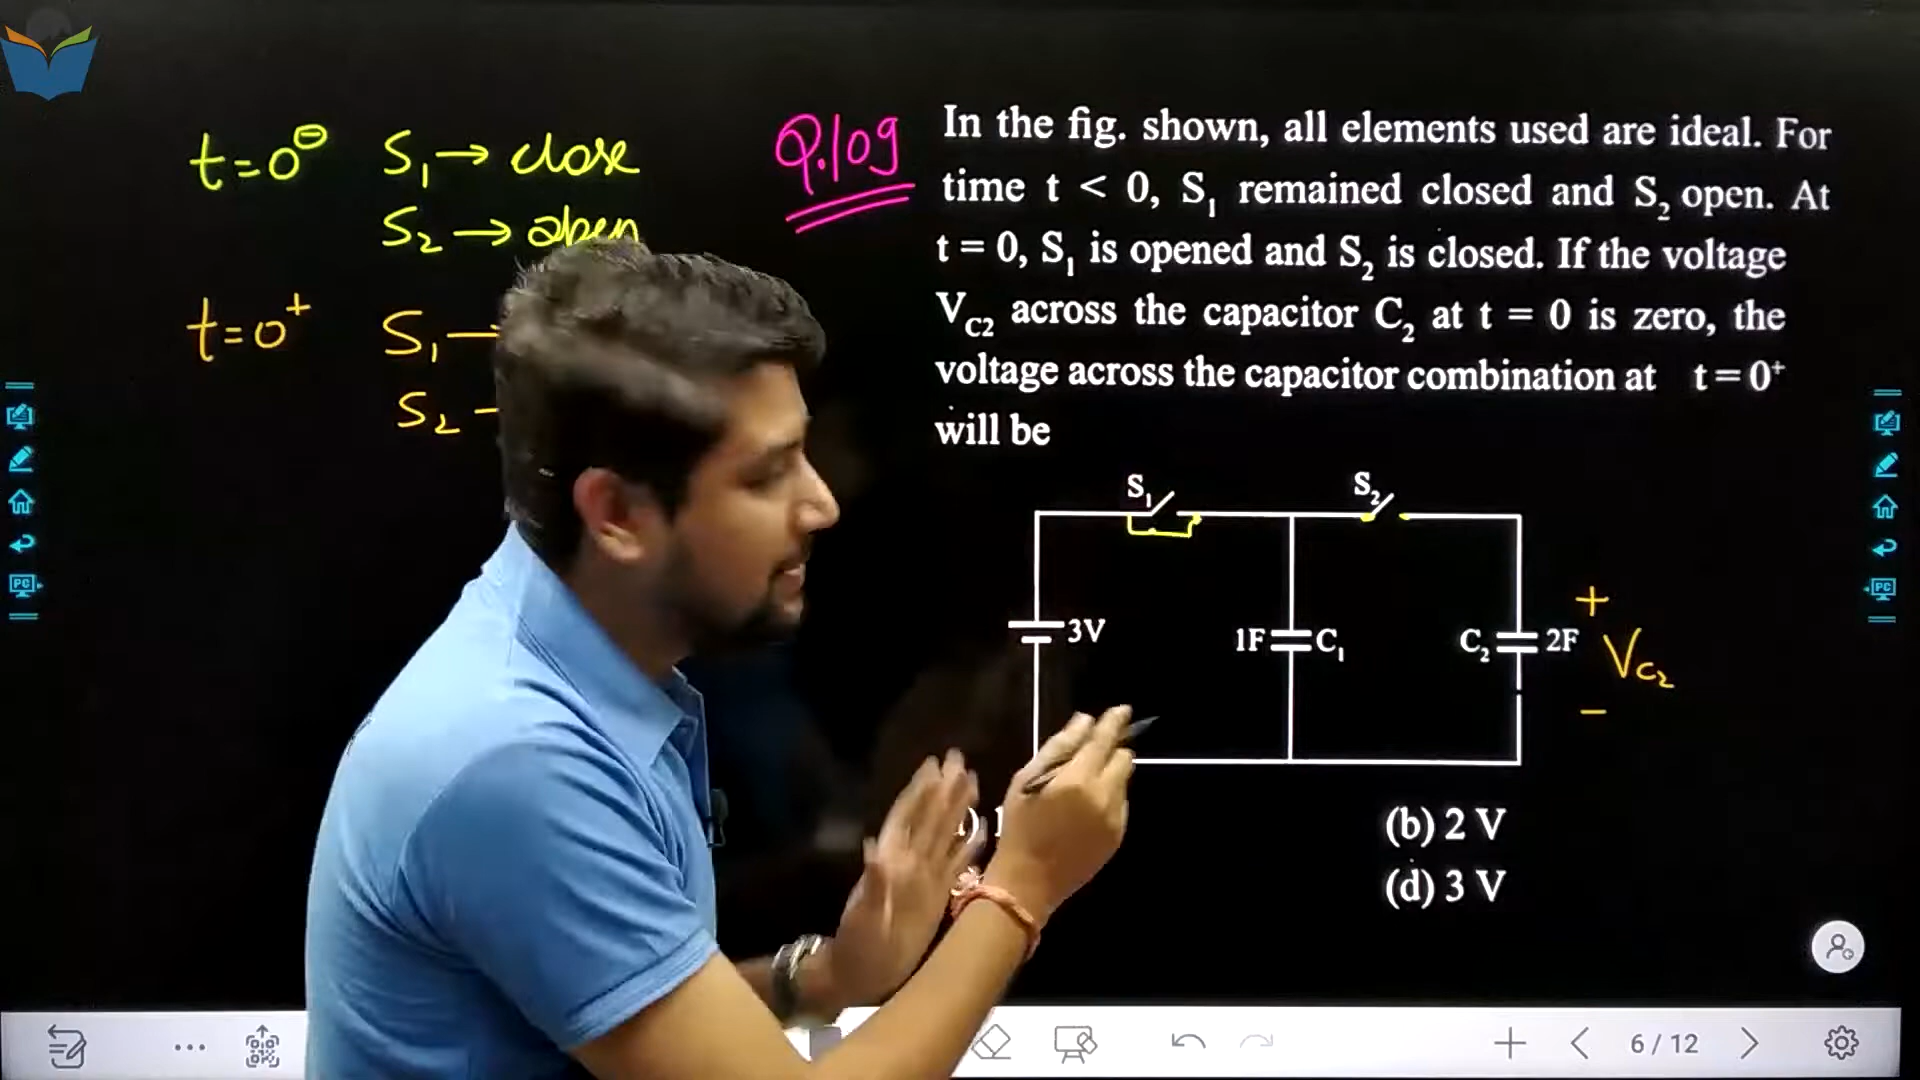 t=0⊖ S₁→ close
S₂→ open
t=0⁺ S₁—
S₂ –
Q.109
In the fig. shown, all elements used are ideal. For
time t < 0, S₁ remained closed and S₂ open. At
t = 0, S₁ is opened and S₂ is closed. If the voltage
V_C2 across the capacitor C₂ at t = 0 is zero, the
voltage across the capacitor combination at t = 0⁺
will be
S₁ S₂
3V 1F C₁ C₂ 2F + V_C2 −
(b) 2 V
(d) 3 V
PC
PC
6 / 12